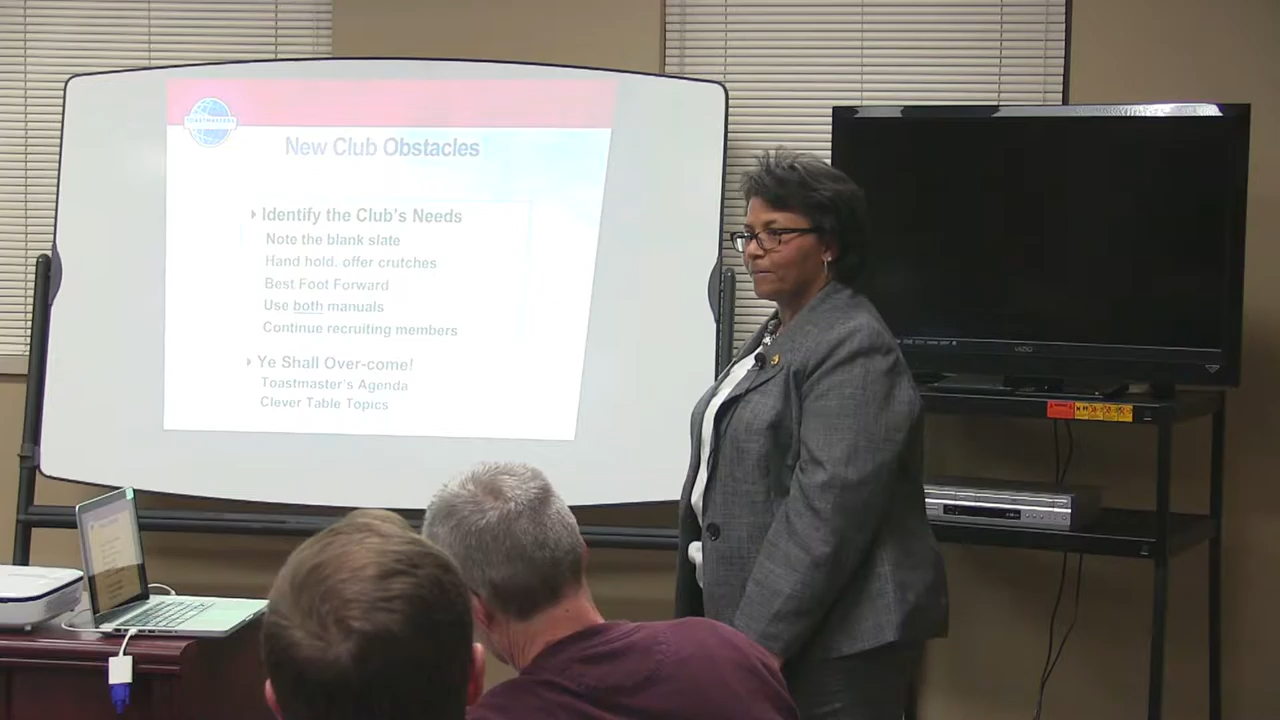 TOASTMASTERS
New Club Obstacles
Identify the Club's Needs
Note the blank slate
Hand hold, offer crutches
Best Foot Forward
Use both manuals
Continue recruiting members
Ye Shall Over-come!
Toastmaster's Agenda
Clever Table Topics
VIZIO